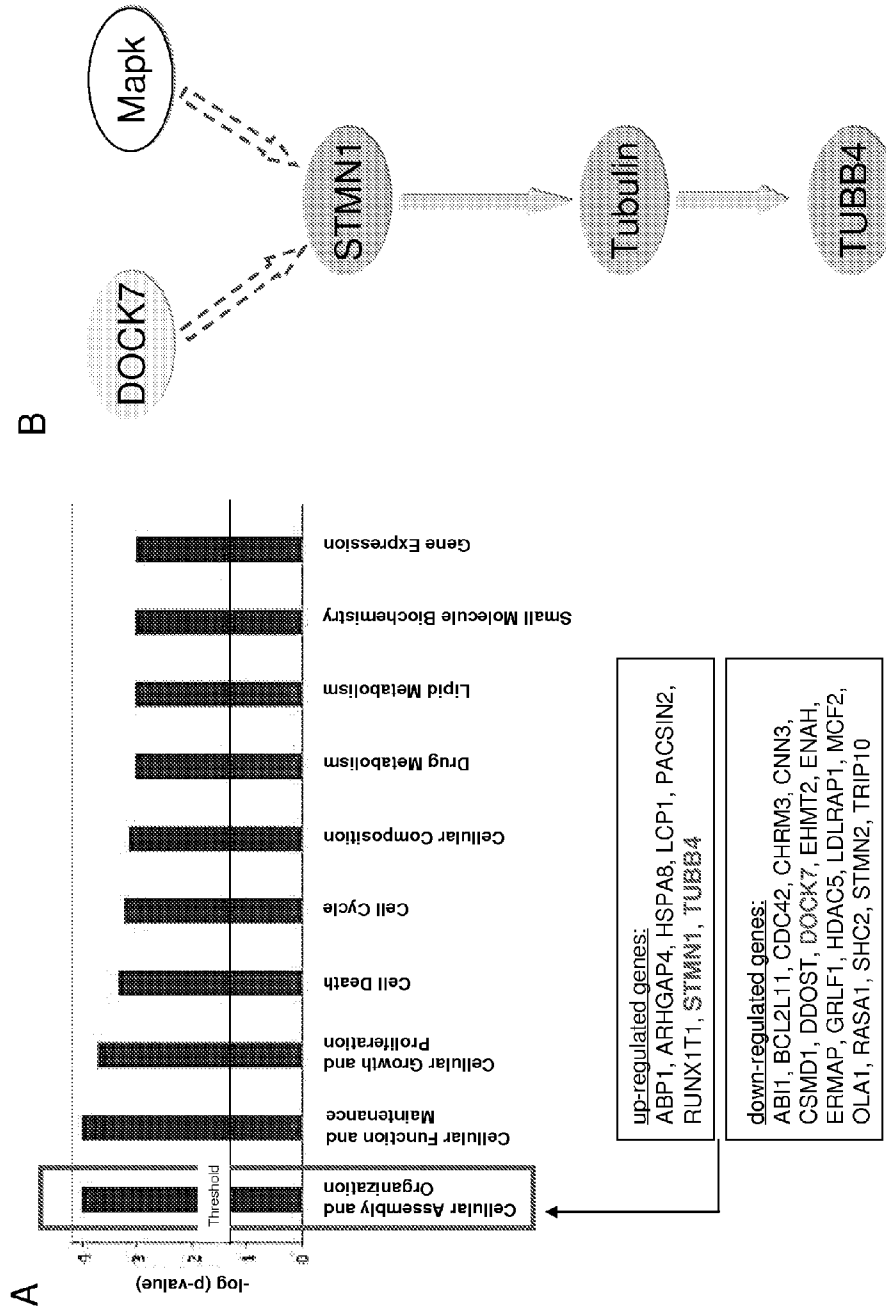 A
-log (p-value)
4
3
2
1
0
Threshold
Cellular Assembly and
Organization
Cellular Function and
Maintenance
Cellular Growth and
Proliferation
Cell Death
Cell Cycle
Cellular Composition
Drug Metabolism
Lipid Metabolism
Small Molecule Biochemistry
Gene Expression
up-regulated genes:
ABP1, ARHGAP4, HSPA8, LCP1, PACSIN2,
RUNX1T1, STMN1, TUBB4
down-regulated genes:
ABI1, BCL2L11, CDC42, CHRM3, CNN3,
CSMD1, DDOST, DOCK7, EHMT2, ENAH,
ERMAP, GRLF1, HDAC5, LDLRAP1, MCF2,
OLA1, RASA1, SHC2, STMN2, TRIP10
B
DOCK7
Mapk
STMN1
Tubulin
TUBB4